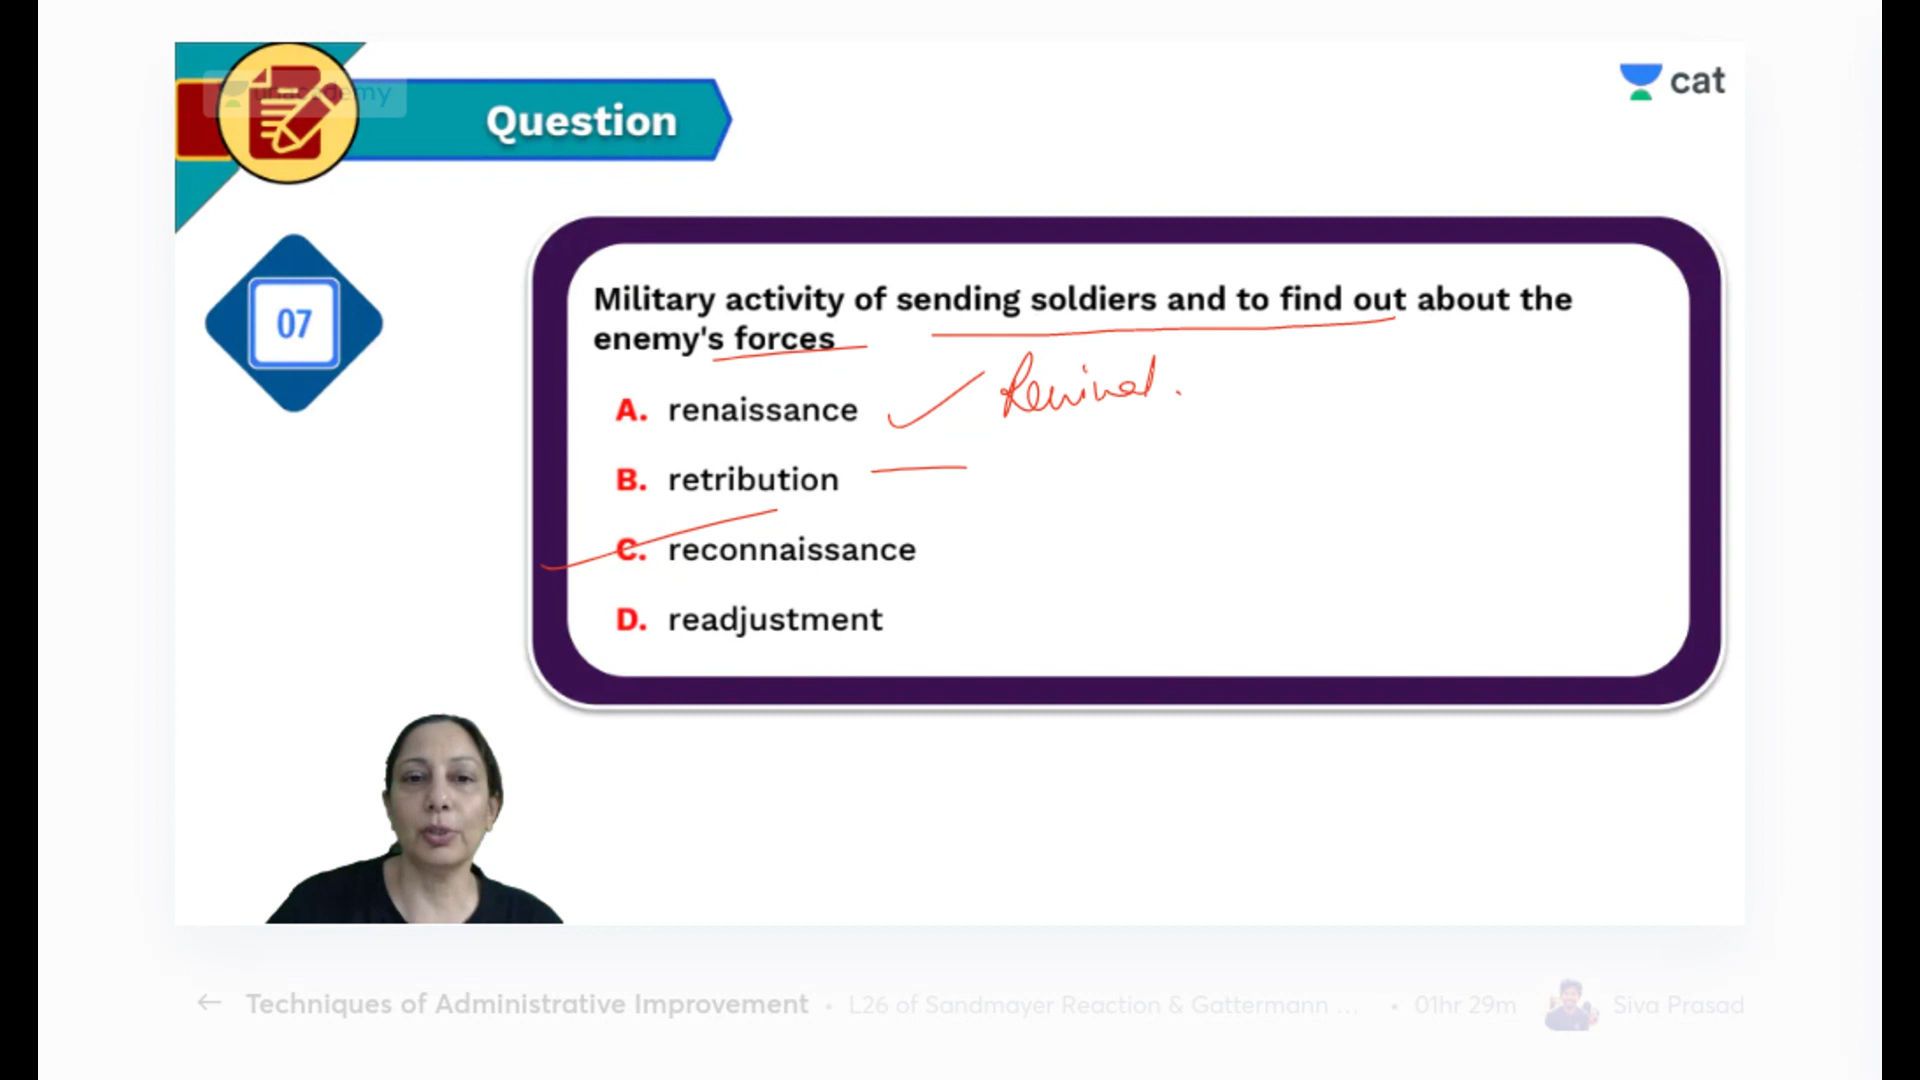 unacademy
Question
cat
07
Military activity of sending soldiers and to find out about the
enemy's forces
A. renaissance
Revival.
B. retribution
C. reconnaissance
D. readjustment
← Techniques of Administrative Improvement • L26 of Sandmayer Reaction & Gattermann ... • 01hr 29m Siva Prasad